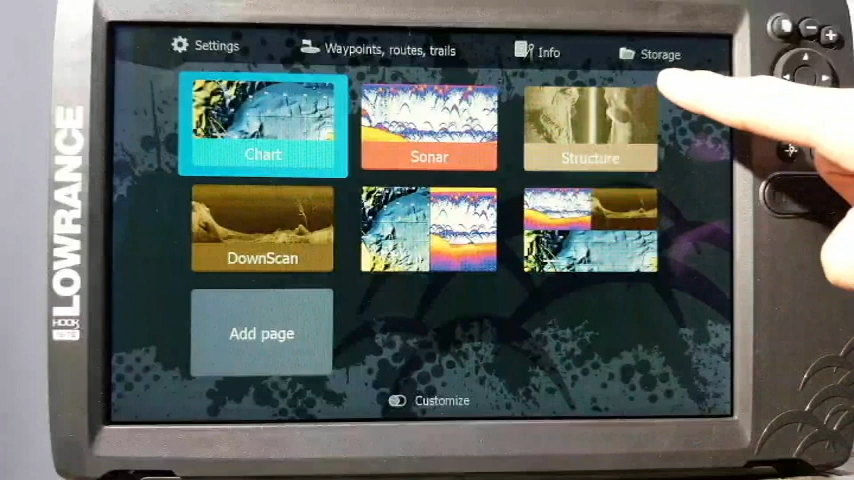 Settings
Waypoints, routes, trails
Info
Storage
Chart
Sonar
Structure
DownScan
Add page
Customize
LOWRANCE
HOOK